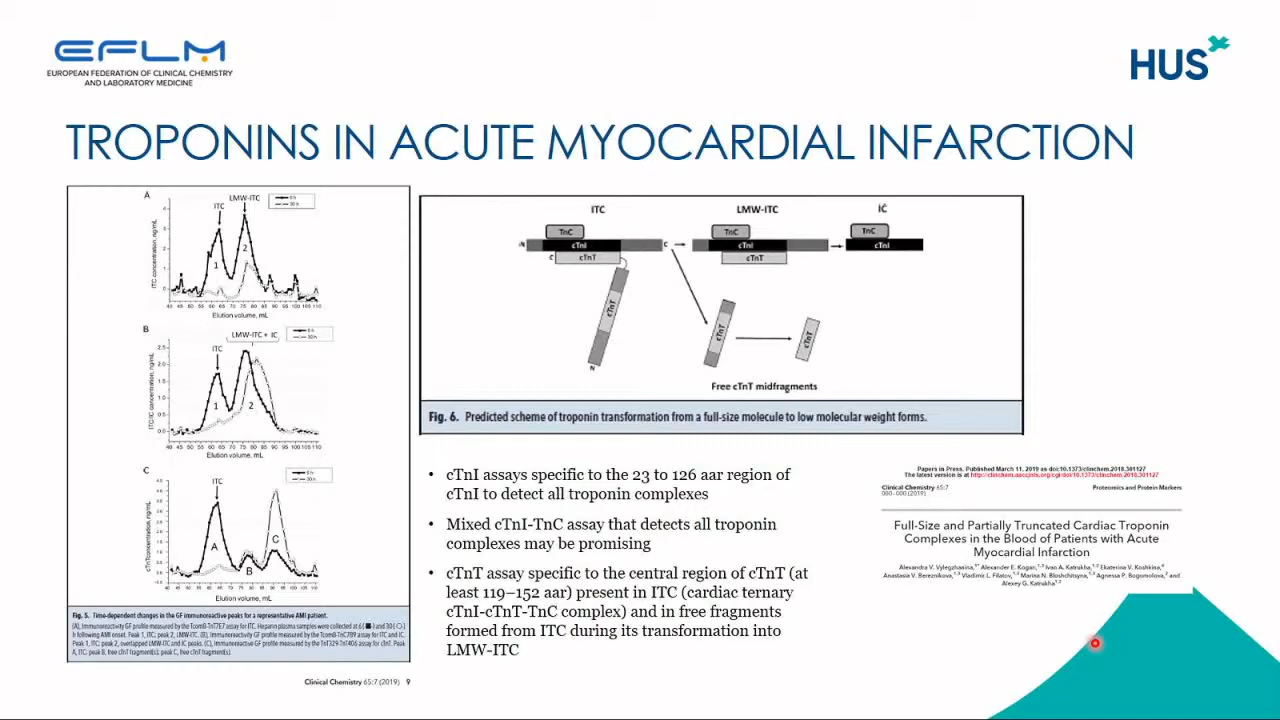 EFLM
EUROPEAN FEDERATION OF CLINICAL CHEMISTRY
AND LABORATORY MEDICINE
HUS
TROPONINS IN ACUTE MYOCARDIAL INFARCTION
A
LMW-ITC
ITC
1
2
ITC concentration, ng/mL
Elution volume, mL
B
LMW-ITC + IC
ITC
1
2
Elution volume, mL
C
ITC
A
B
C
cTnTconcentration, ng/mL
Elution volume, mL
Fig. 5. Time-dependent changes in the GF immunoreactive peaks for a representative AMI patient.
Clinical Chemistry 65:7 (2019) 9
ITC
LMW-ITC
IC
TnC
cTnI
cTnT
N
C
C
cTnT
N
TnC
cTnI
cTnT
TnC
cTnI
cTnT
cTnT
Free cTnT midfragments
Fig. 6. Predicted scheme of troponin transformation from a full-size molecule to low molecular weight forms.
• cTnI assays specific to the 23 to 126 aar region of
cTnI to detect all troponin complexes
• Mixed cTnI-TnC assay that detects all troponin
complexes may be promising
• cTnT assay specific to the central region of cTnT (at
least 119–152 aar) present in ITC (cardiac ternary
cTnI-cTnT-TnC complex) and in free fragments
formed from ITC during its transformation into
LMW-ITC
Papers in Press. Published March 11, 2019 as doi:10.1373/clinchem.2018.301127
The latest version is at http://clinchem.aaccjnls.org/cgi/doi/10.1373/clinchem.2018.301127
Clinical Chemistry 65:7
000–000 (2019)
Proteomics and Protein Markers
Full-Size and Partially Truncated Cardiac Troponin
Complexes in the Blood of Patients with Acute
Myocardial Infarction
Alexandra V. Vylegzhanina, Alexander E. Kogan, Ivan A. Katrukha, Ekaterina V. Koshkina,
Anastasia V. Bereznikova, Vladimir L. Filatov, Marina N. Bloshchitsyna, Agnessa P. Bogomolova, and
Alexey G. Katrukha